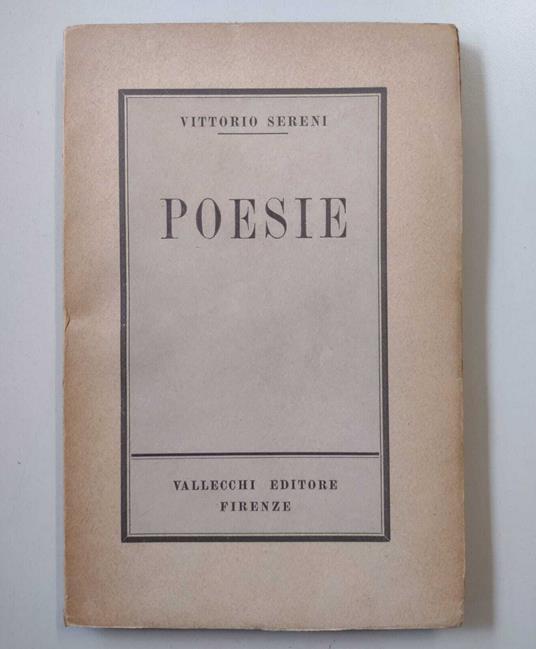 VITTORIO SERENI
POESIE
VALLECCHI EDITORE
FIRENZE